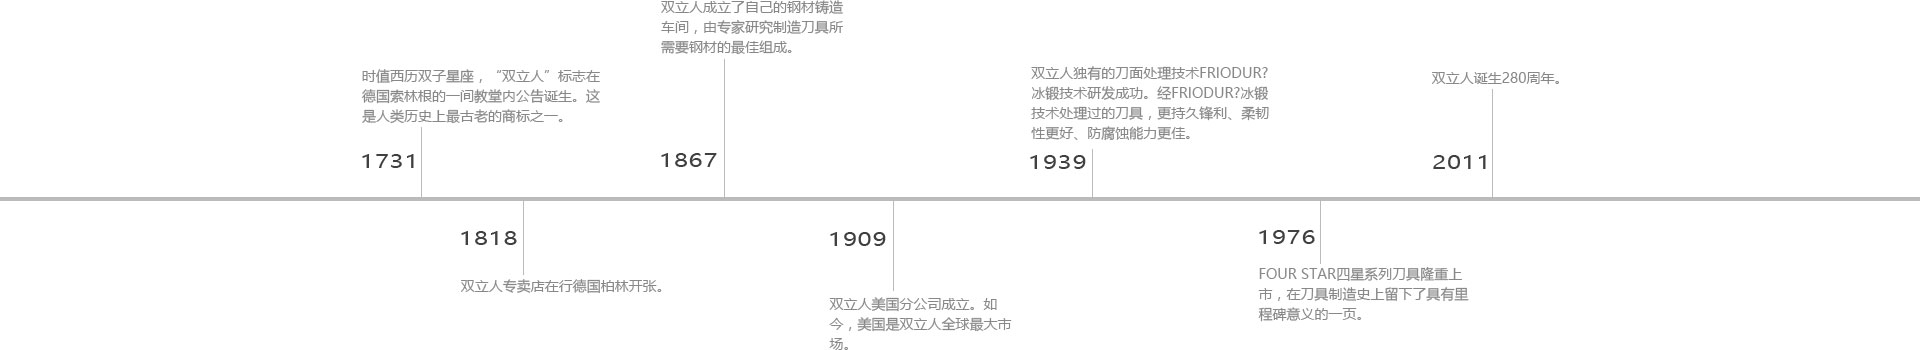 双立人成立了自己的钢材铸造
车间，由专家研究制造刀具所
需要钢材的最佳组成。
时值西历双子星座，“双立人”标志在
德国索林根的一间教堂内公告诞生。这
是人类历史上最古老的商标之一。
双立人独有的刀面处理技术FRIODUR?
冰锻技术研发成功。经FRIODUR?冰锻
技术处理过的刀具，更持久锋利、柔韧
性更好、防腐蚀能力更佳。
双立人诞生280周年。
1731
1867
1939
2011
1818
1909
1976
双立人专卖店在行德国柏林开张。
双立人美国分公司成立。如
今，美国是双立人全球最大市
场。
FOUR STAR四星系列刀具隆重上
市，在刀具制造史上留下了具有里
程碑意义的一页。